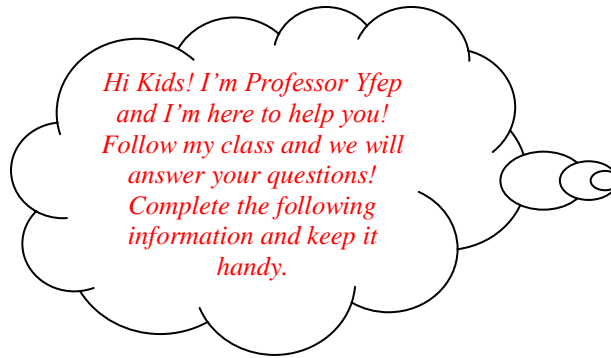 Hi Kids! I'm Professor Yfep
and I'm here to help you!
Follow my class and we will
answer your questions!
Complete the following
information and keep it
handy.